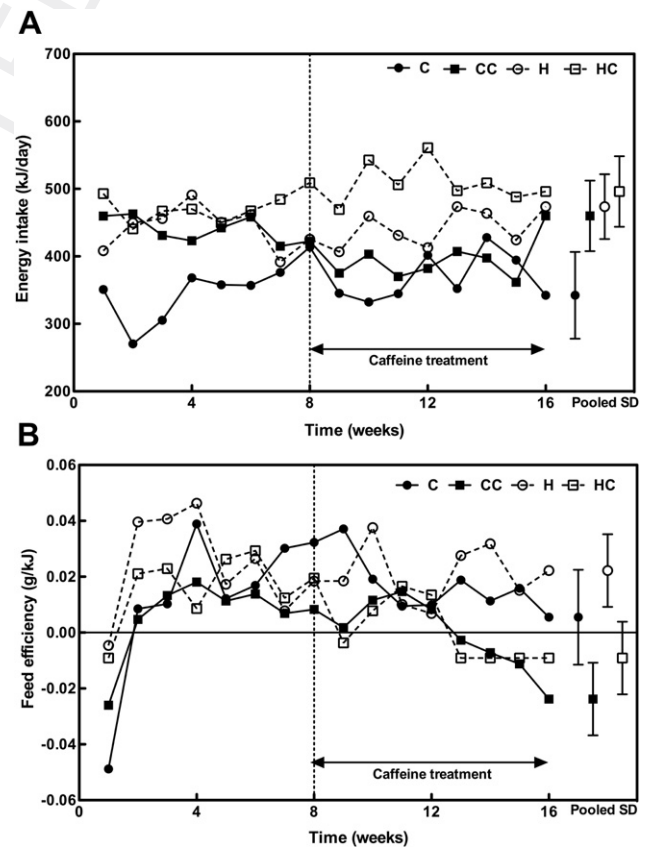 A
C CC H HC
700
600
500
400
300
200
Energy intake (kJ/day)
Caffeine treatment
0 4 8 12 16 Pooled SD
Time (weeks)
B
C CC H HC
0.06
0.04
0.02
0.00
-0.02
-0.04
-0.06
Feed efficiency (g/kJ)
Caffeine treatment
0 4 8 12 16 Pooled SD
Time (weeks)